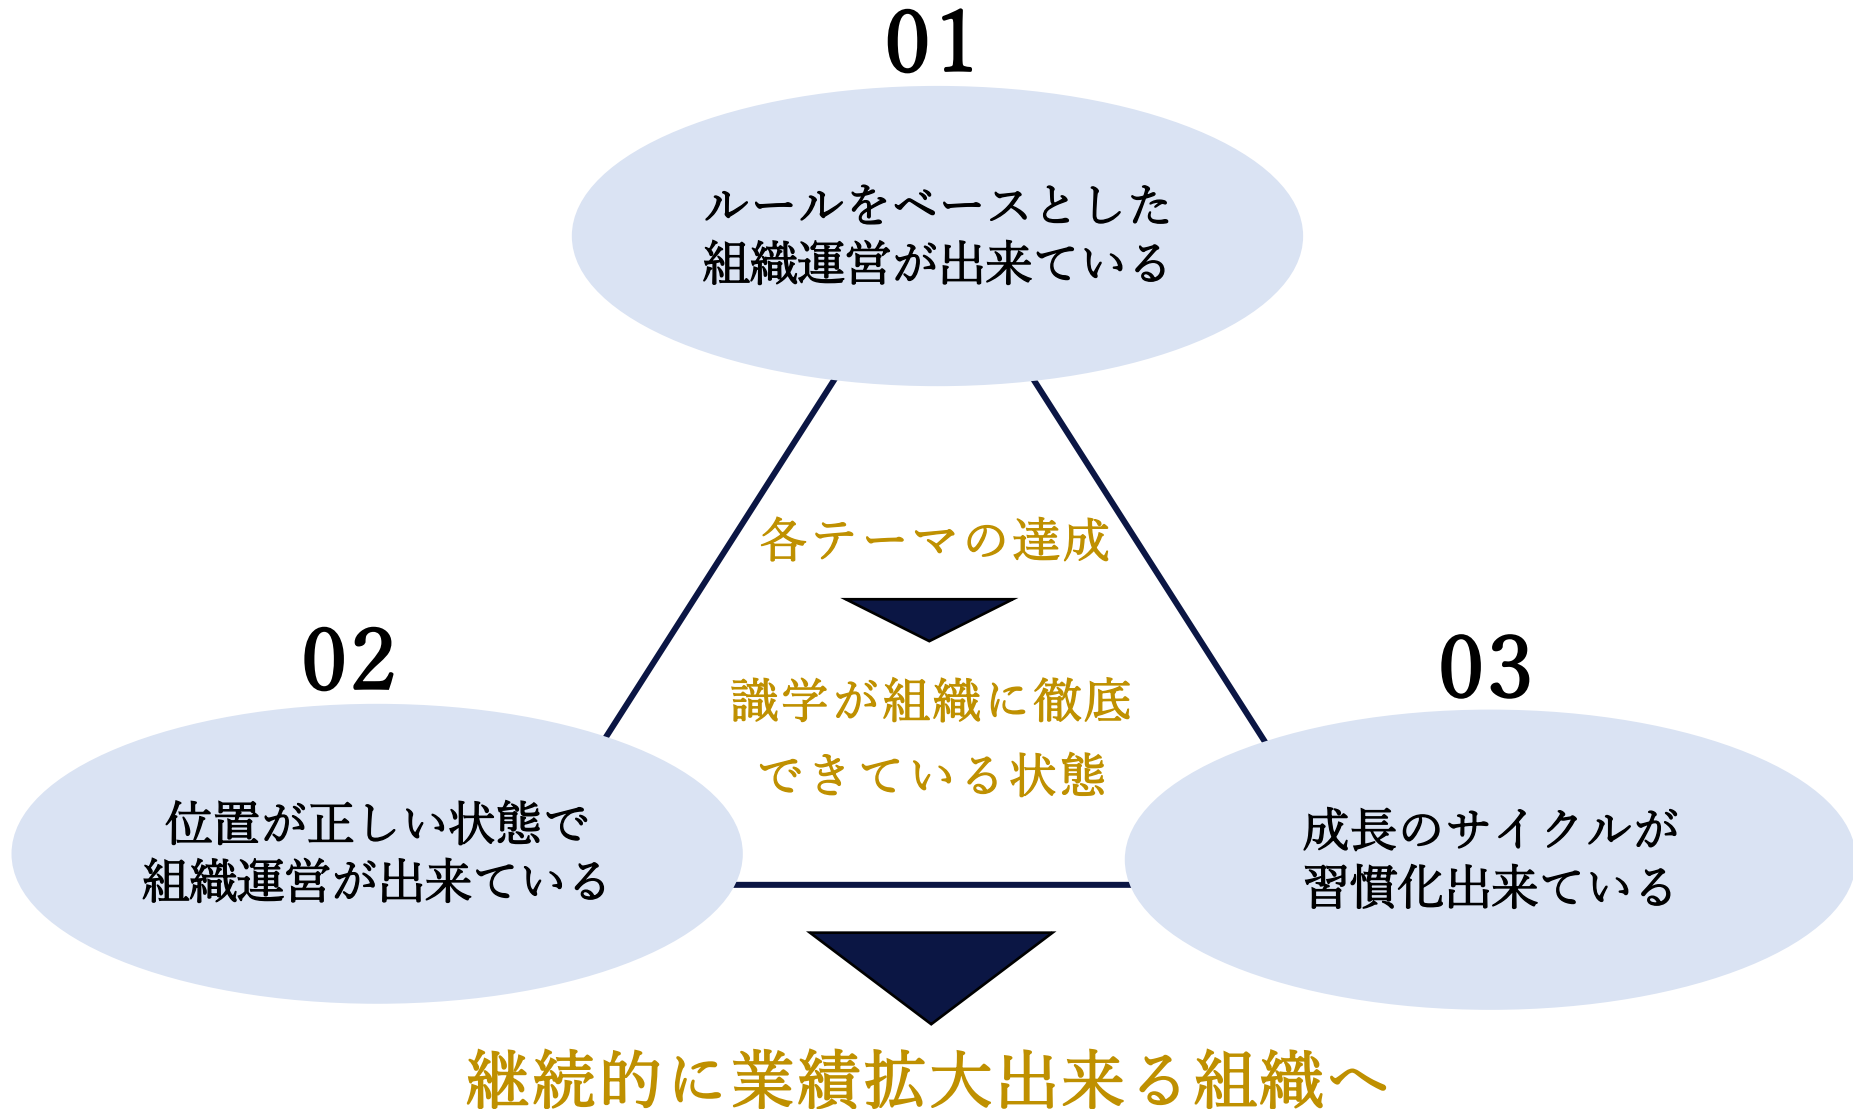 01
ルールをベースとした
組織運営が出来ている
各テーマの達成
識学が組織に徹底
できている状態
02
位置が正しい状態で
組織運営が出来ている
03
成長のサイクルが
習慣化出来ている
継続的に業績拡大出来る組織へ